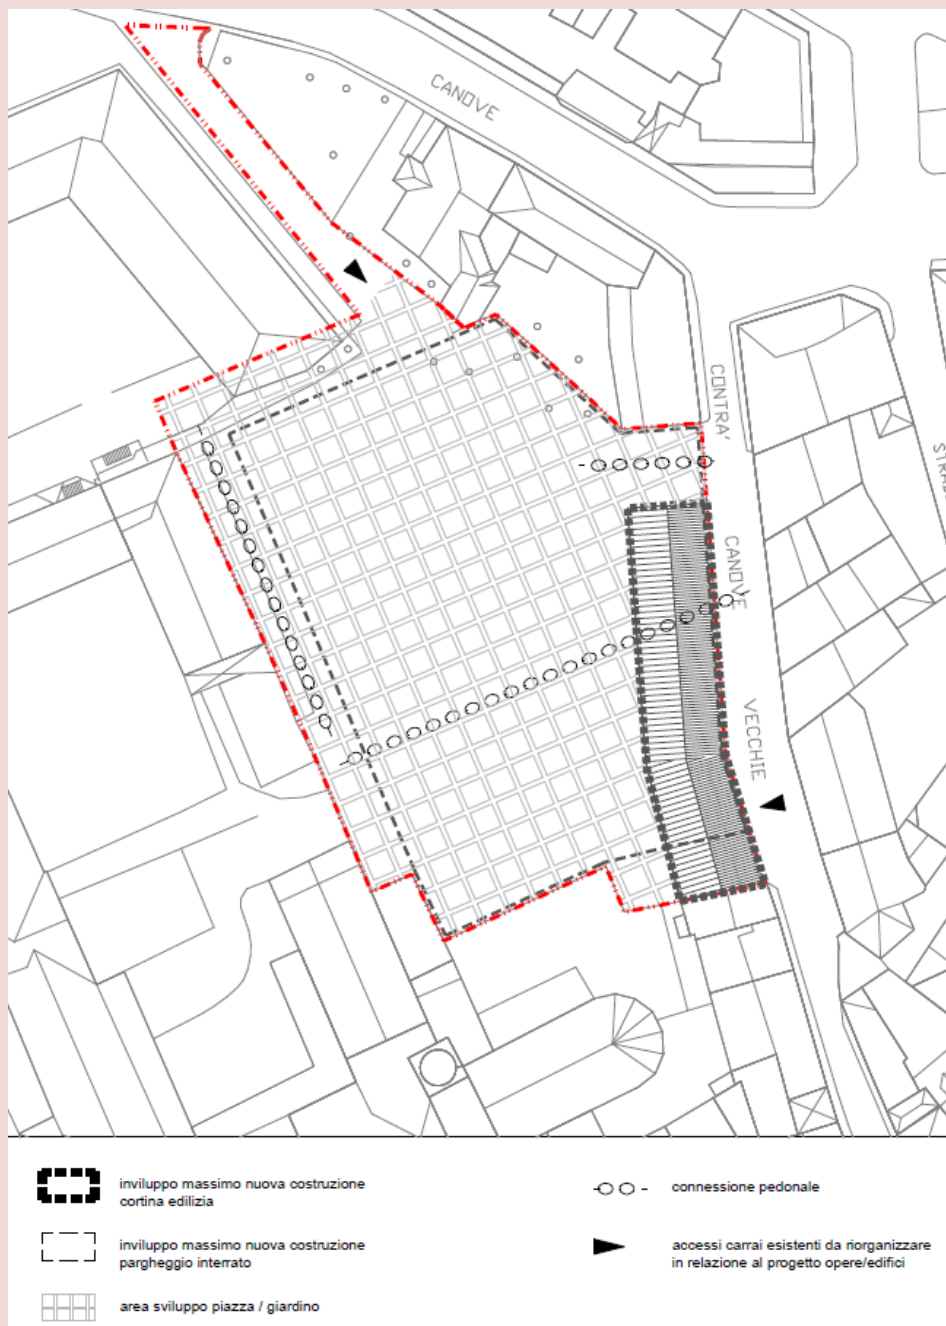 CANOVE
CONTRA'
CANOVE
VECCHIE
inviluppo massimo nuova costruzione
cortina edilizia
inviluppo massimo nuova costruzione
pargheggio interrato
area sviluppo piazza / giardino
connessione pedonale
accessi carrai esistenti da riorganizzare
in relazione al progetto opere/edifici